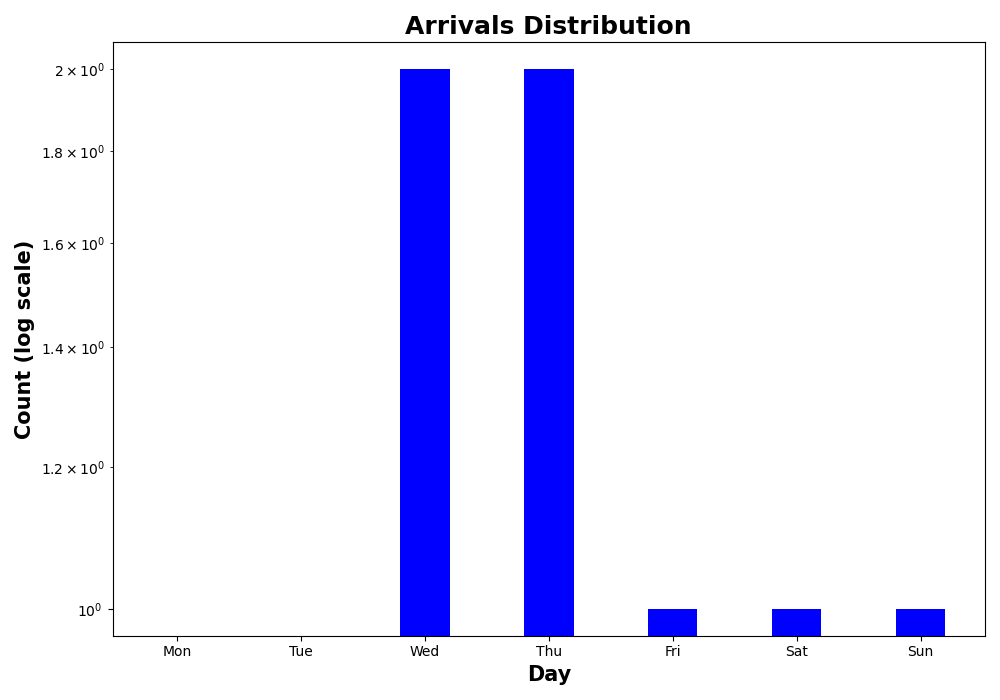 Arrivals Distribution
Count (log scale)
2 × 10⁰
1.8 × 10⁰
1.6 × 10⁰
1.4 × 10⁰
1.2 × 10⁰
10⁰
Mon Tue Wed Thu Fri Sat Sun
Day